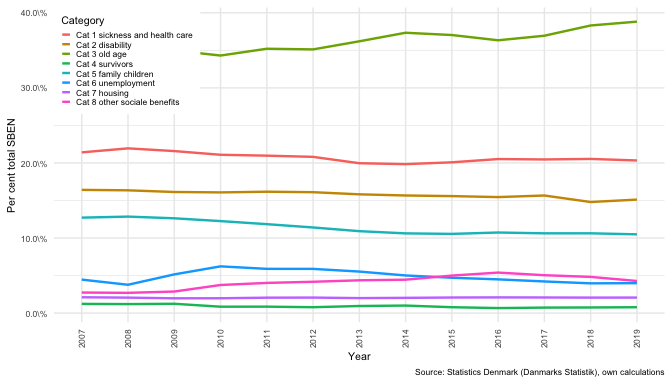 Category
Cat 1 sickness and health care
Cat 2 disability
Cat 3 old age
Cat 4 survivors
Cat 5 family children
Cat 6 unemployment
Cat 7 housing
Cat 8 other sociale benefits
Per cent total SBEN
40.0%
30.0%
20.0%
10.0%
0.0%
2007
2008
2009
2010
2011
2012
2013
2014
2015
2016
2017
2018
2019
Year
Source: Statistics Denmark (Danmarks Statistik), own calculations